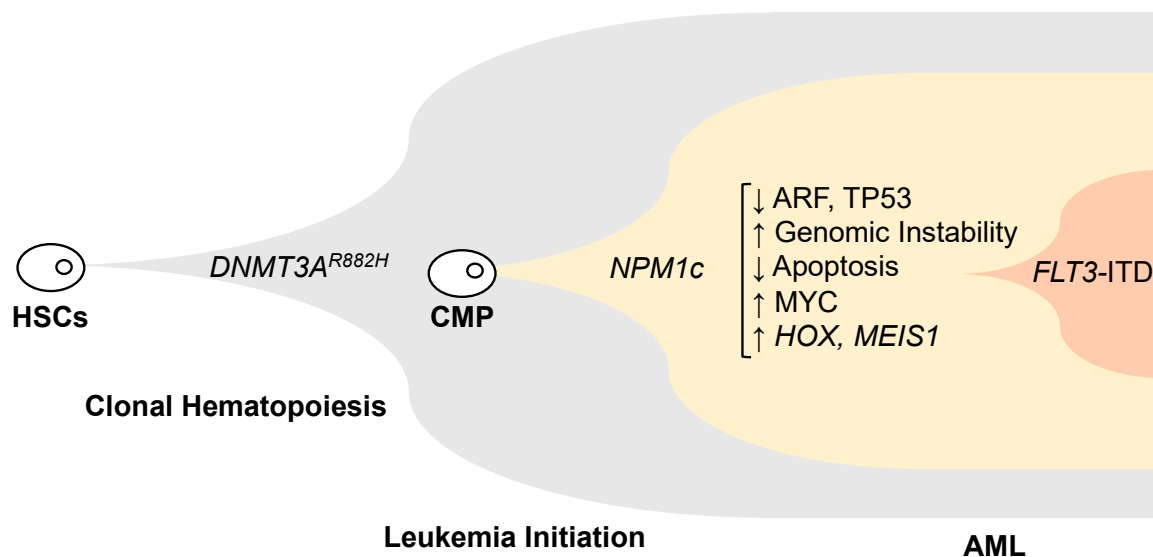 HSCs
DNMT3A^R882H
Clonal Hematopoiesis
CMP
Leukemia Initiation
NPM1c
↓ ARF, TP53
↑ Genomic Instability
↓ Apoptosis
↑ MYC
↑ HOX, MEIS1
FLT3-ITD
AML